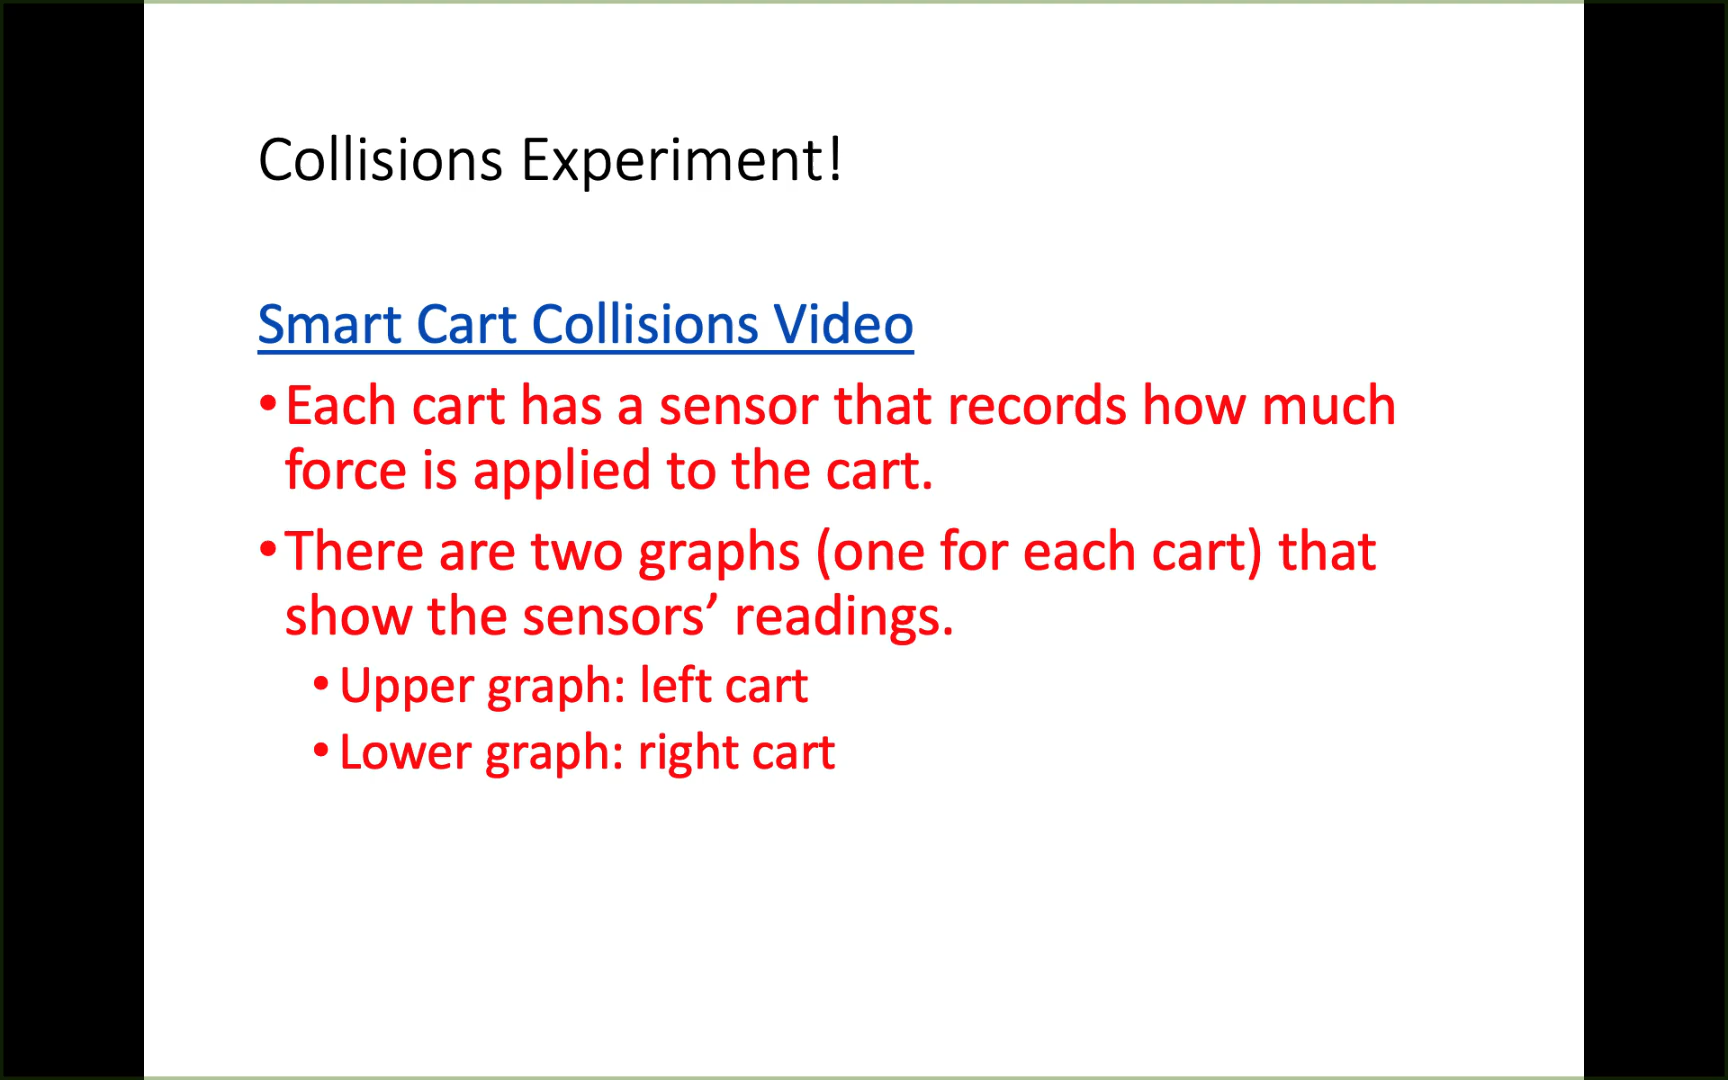 Collisions Experiment!
Smart Cart Collisions Video
•Each cart has a sensor that records how much
force is applied to the cart.
•There are two graphs (one for each cart) that
show the sensors’ readings.
•Upper graph: left cart
•Lower graph: right cart